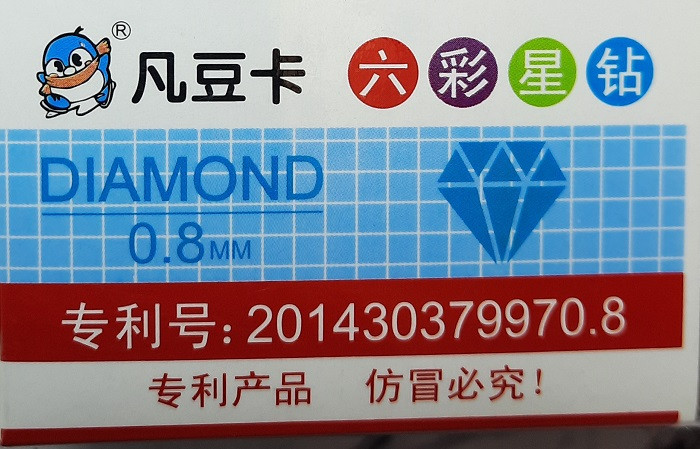 ®
凡豆卡 六彩星钻
DIAMOND
0.8MM
专利号:201430379970.8
专利产品 仿冒必究!